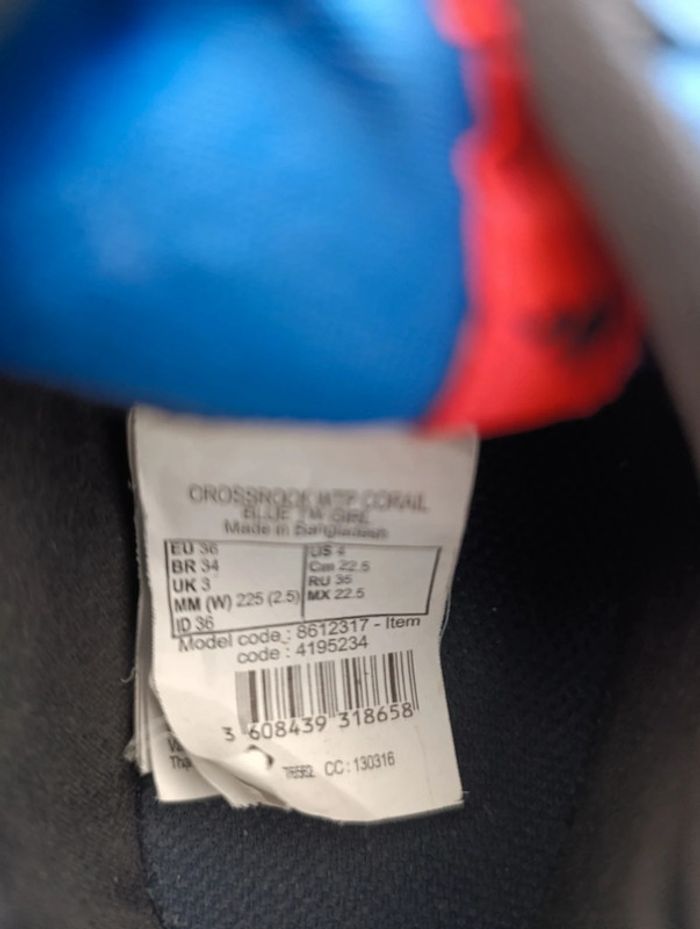 CROSSROCK WTP CORAIL
BLUE TW GIRL
Made in Bangladesh
EU 36 US 4
BR 34 Cm 22.5
UK 3 RU 35
MM (W) 225 (2.5) MX 22.5
ID 36
Model code : 8612317 - Item
code : 4195234
3 608439 318658
CC : 130316